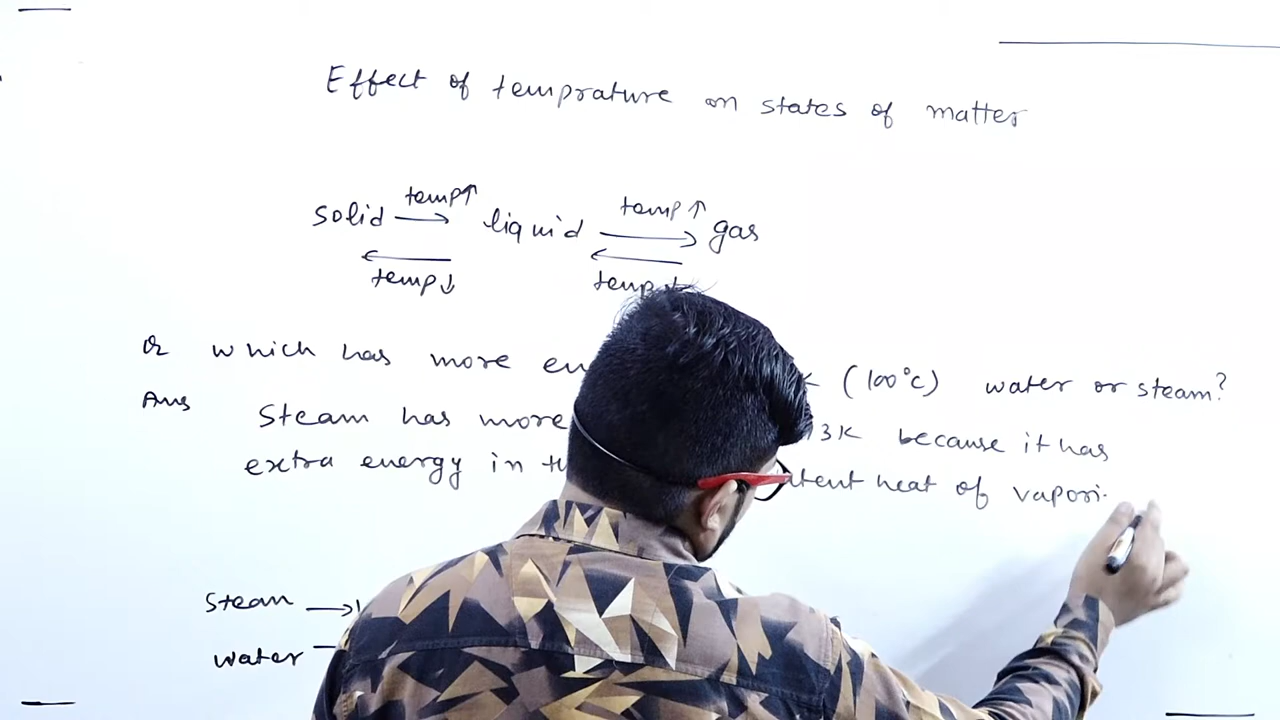 Effect of temprature on states of matter
temp↑ temp↑
solid → liquid → gas
← ←
temp↓ temp↓
Q which has more (100°C) water or steam?
Ans Steam has more 3K because it has
extra energy in heat of vapori
steam →
water –